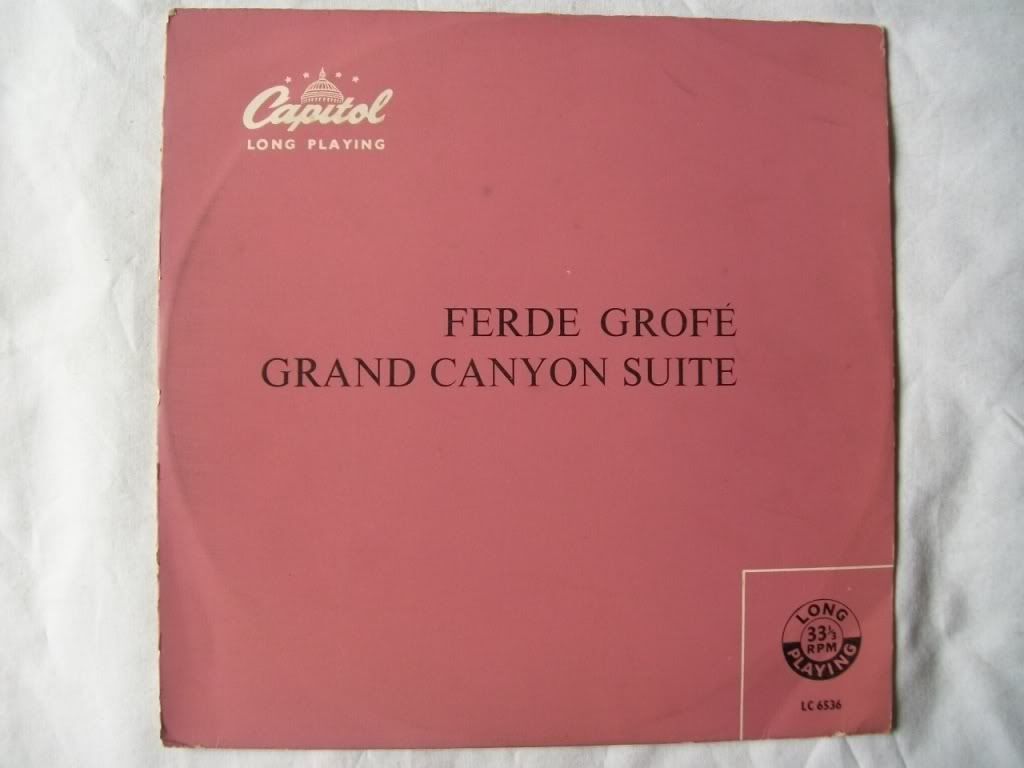 Capitol
LONG PLAYING
FERDE GROFÉ
GRAND CANYON SUITE
LONG
33⅓
RPM
PLAYING
LC 6536